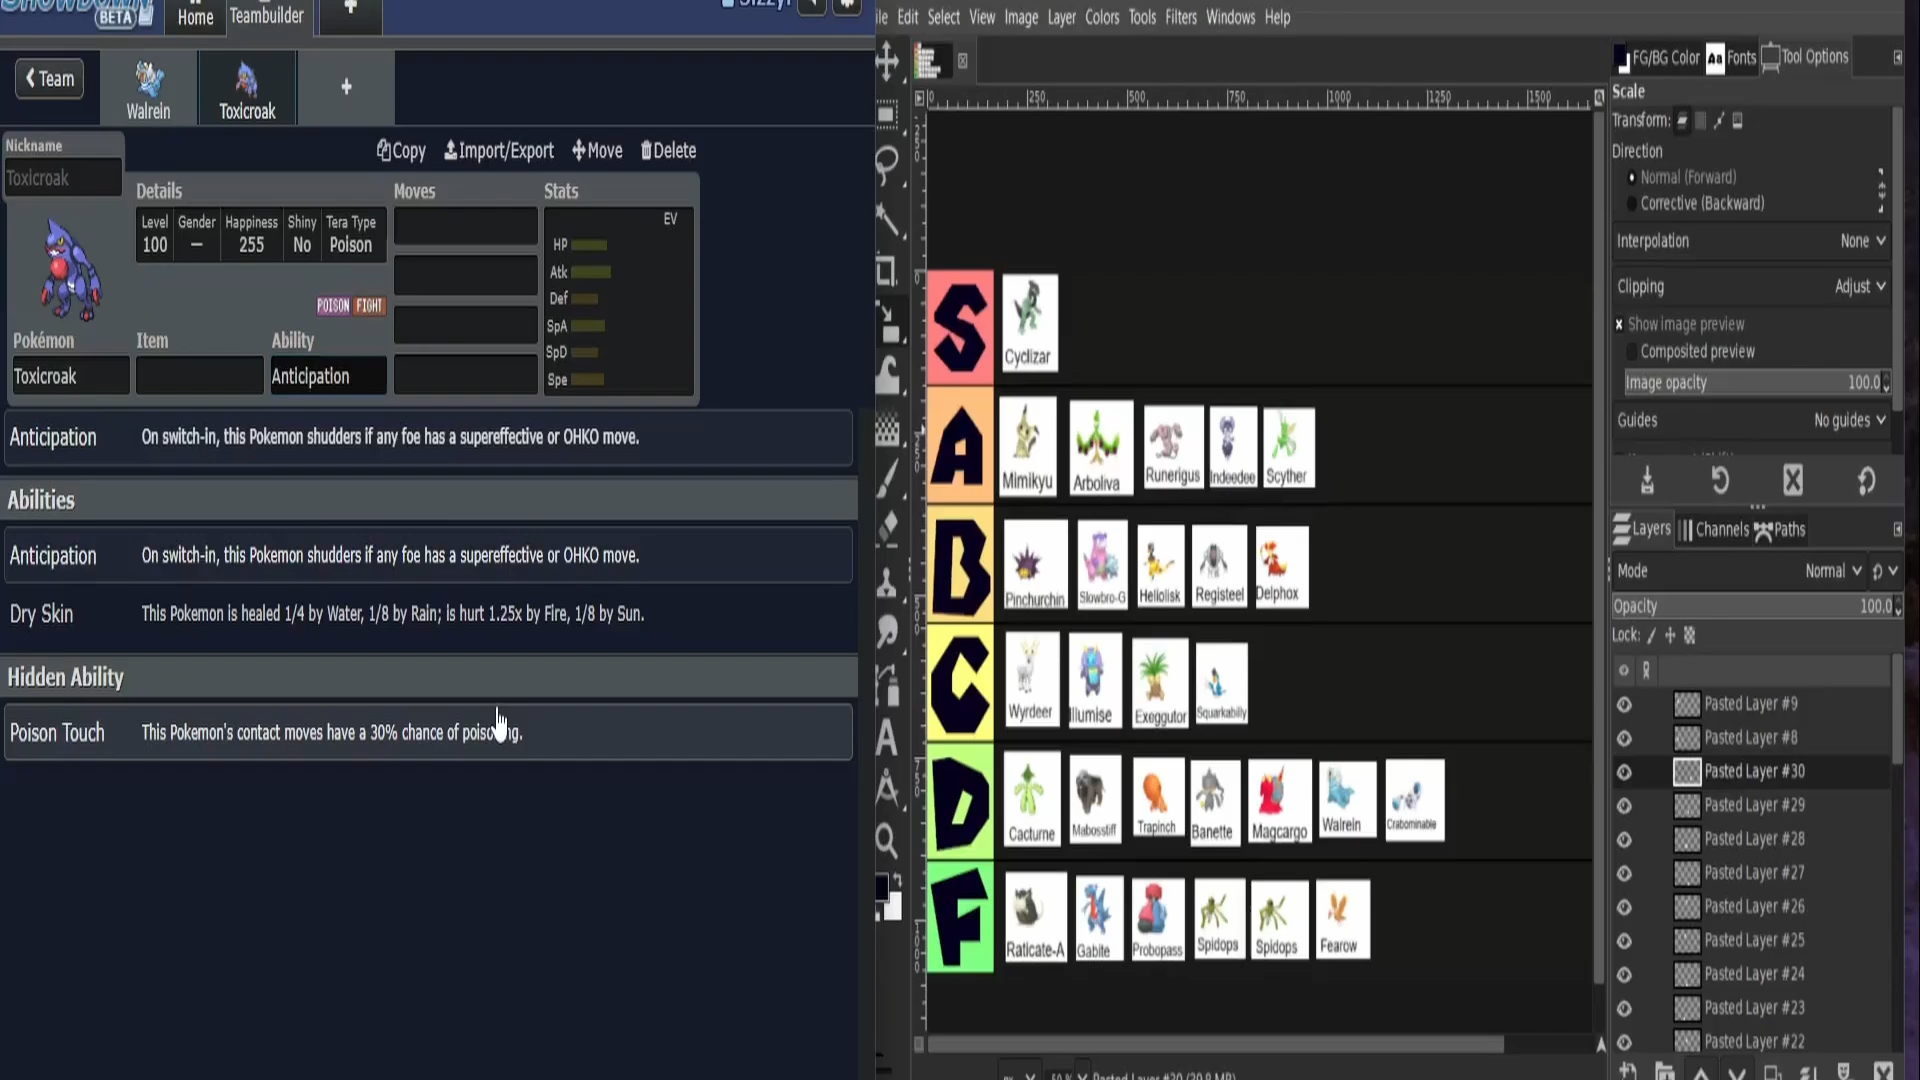 SHOWDOWN
BETA
Home
Teambuilder
+
Team
Walrein
Toxicroak
+
Nickname
Toxicroak
Copy
Import/Export
Move
Delete
Details
Moves
Stats
Level
Gender
Happiness
Shiny
Tera Type
100
—
255
No
Poison
EV
HP
Atk
Def
SpA
SpD
Spe
POISON
FIGHT
Pokémon
Item
Ability
Toxicroak
Anticipation
Anticipation On switch-in, this Pokemon shudders if any foe has a supereffective or OHKO move.
Abilities
Anticipation On switch-in, this Pokemon shudders if any foe has a supereffective or OHKO move.
Dry Skin This Pokemon is healed 1/4 by Water, 1/8 by Rain; is hurt 1.25x by Fire, 1/8 by Sun.
Hidden Ability
Poison Touch This Pokemon's contact moves have a 30% chance of
Edit Select View Image Layer Colors Tools Filters Windows Help
0 250 500 750 1000 1250 1500
S
Cyclizar
A
Mimikyu Arboliva Runerigus Indeedee Scyther
B
Pinchurchin Slowbro-G Heliolisk Registeel Delphox
C
Wyrdeer Illumise Exeggutor Squarkabilly
D
Cacturne Mabosstiff Trapinch Banette Magcargo Walrein Crabominable
F
Raticate-A Gabite Probopass Spidops Spidops Fearow
FG/BG Color
Aa Fonts
Tool Options
Scale
Transform:
Direction
Normal (Forward)
Corrective (Backward)
Interpolation None
Clipping Adjust
Show image preview
Composited preview
Image opacity 100.0
Guides No guides
Layers
Channels
Paths
Mode Normal
Opacity 100.0
Lock:
Pasted Layer #9
Pasted Layer #8
Pasted Layer #30
Pasted Layer #29
Pasted Layer #28
Pasted Layer #27
Pasted Layer #26
Pasted Layer #25
Pasted Layer #24
Pasted Layer #23
Pasted Layer #22